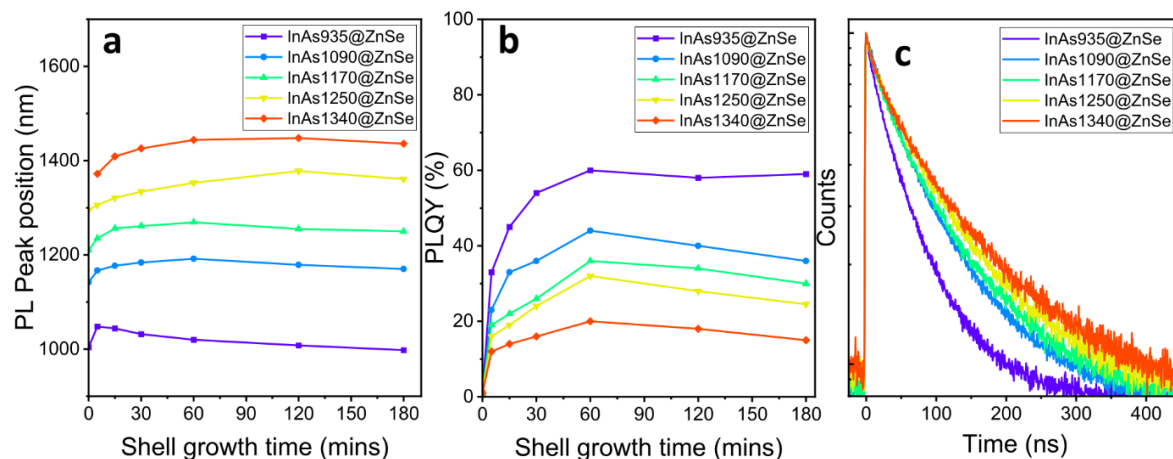 a
InAs935@ZnSe
InAs1090@ZnSe
InAs1170@ZnSe
InAs1250@ZnSe
InAs1340@ZnSe
PL Peak position (nm)
1600
1400
1200
1000
0 30 60 90 120 150 180
Shell growth time (mins)
b
InAs935@ZnSe
InAs1090@ZnSe
InAs1170@ZnSe
InAs1250@ZnSe
InAs1340@ZnSe
PLQY (%)
100
80
60
40
20
0
0 30 60 90 120 150 180
Shell growth time (mins)
c
InAs935@ZnSe
InAs1090@ZnSe
InAs1170@ZnSe
InAs1250@ZnSe
InAs1340@ZnSe
Counts
0 100 200 300 400
Time (ns)